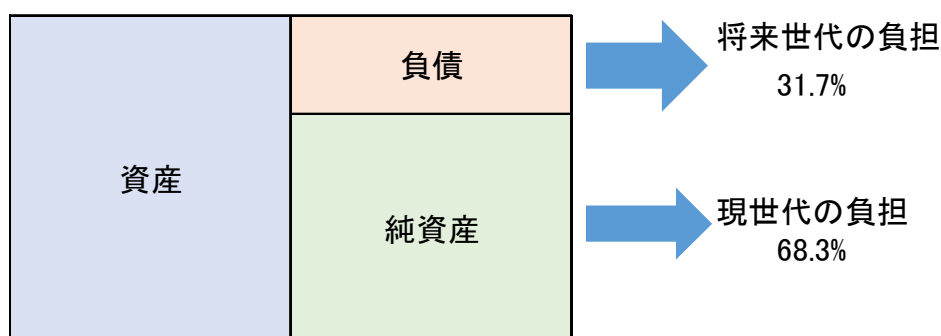 資産
負債
純資産
将来世代の負担
31.7%
現世代の負担
68.3%